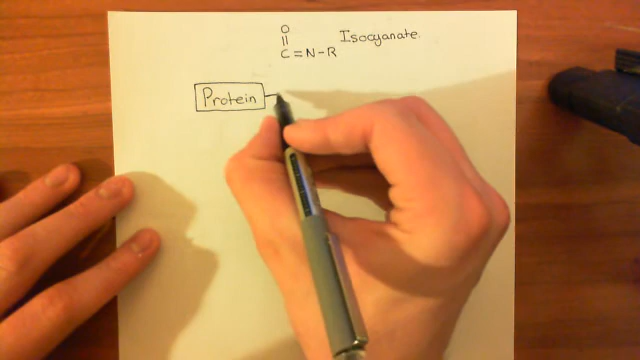 O
||
C=N-R Isocyanate.
Protein